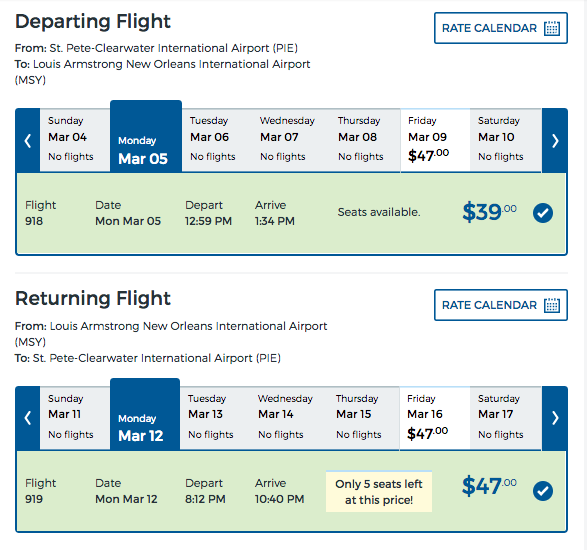 Departing Flight
RATE CALENDAR
From: St. Pete-Clearwater International Airport (PIE)
To: Louis Armstrong New Orleans International Airport
(MSY)
Sunday Monday Tuesday Wednesday Thursday Friday Saturday
Mar 04 Mar 05 Mar 06 Mar 07 Mar 08 Mar 09 Mar 10
No flights No flights No flights No flights $47.00 No flights
Flight Date Depart Arrive
918 Mon Mar 05 12:59 PM 1:34 PM Seats available. $39.00
Returning Flight
RATE CALENDAR
From: Louis Armstrong New Orleans International Airport
(MSY)
To: St. Pete-Clearwater International Airport (PIE)
Sunday Monday Tuesday Wednesday Thursday Friday Saturday
Mar 11 Mar 12 Mar 13 Mar 14 Mar 15 Mar 16 Mar 17
No flights No flights No flights No flights $47.00 No flights
Flight Date Depart Arrive Only 5 seats left
919 Mon Mar 12 8:12 PM 10:40 PM at this price! $47.00